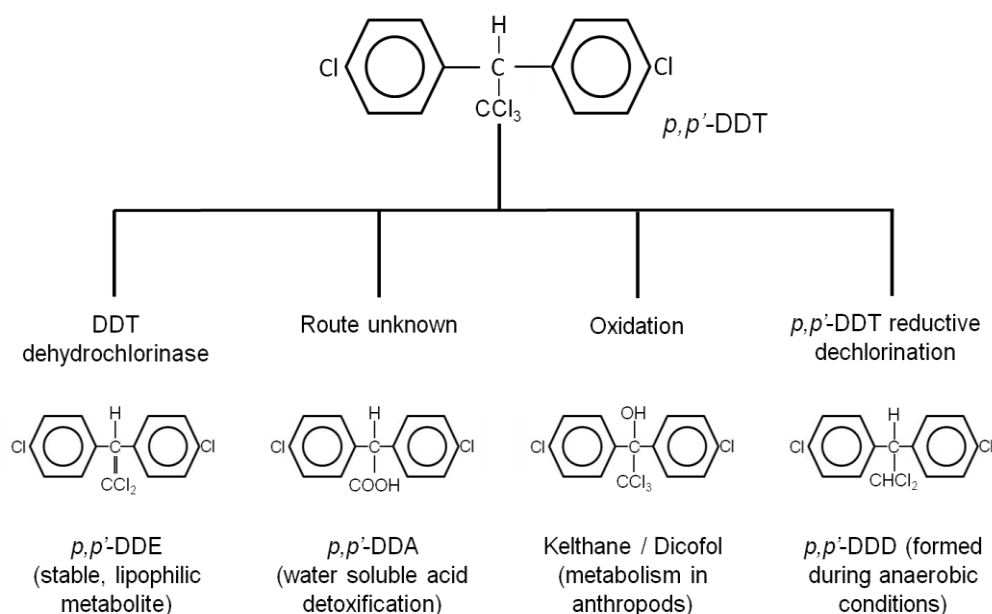 H
Cl C Cl
CCl3
p,p'-DDT
DDT
dehydrochlorinase
Route unknown
Oxidation
p,p'-DDT reductive
dechlorination
H
Cl C Cl
CCl2
H
Cl C Cl
COOH
OH
Cl C Cl
CCl3
H
Cl C Cl
CHCl2
p,p'-DDE
(stable, lipophilic
metabolite)
p,p'-DDA
(water soluble acid
detoxification)
Kelthane / Dicofol
(metabolism in
anthropods)
p,p'-DDD (formed
during anaerobic
conditions)